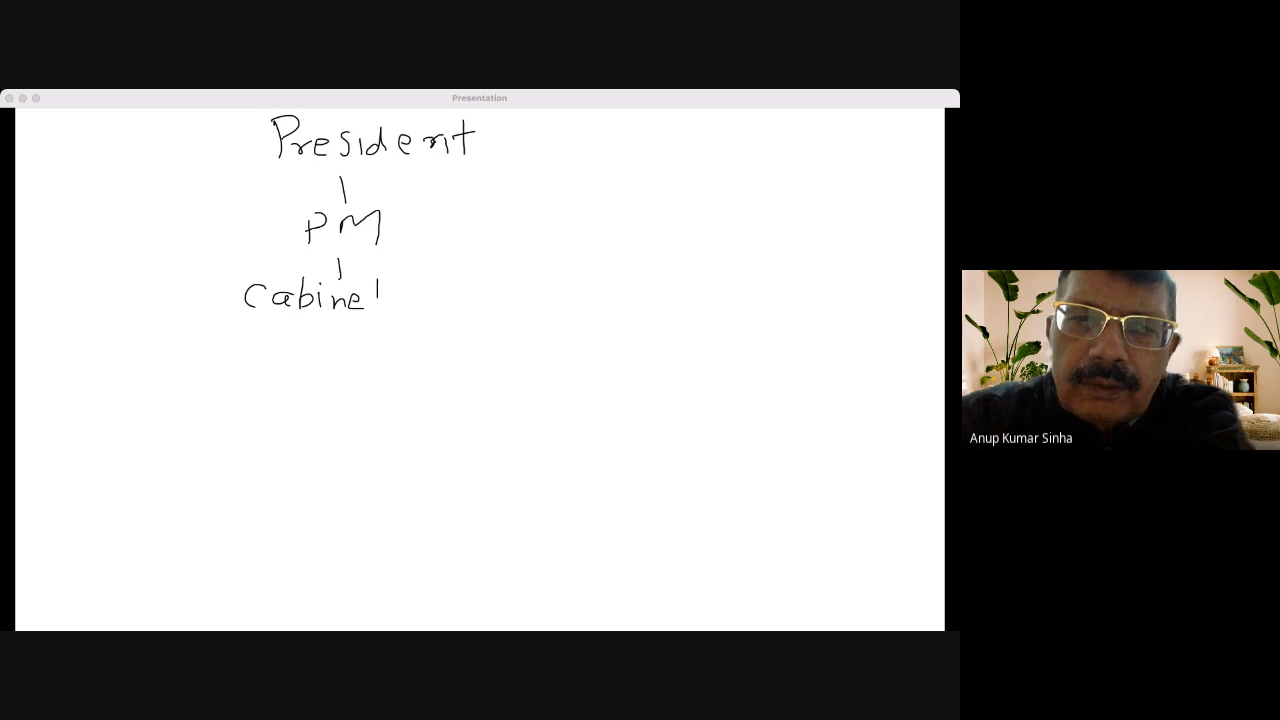 Presentation
President
PM
Cabinet
Anup Kumar Sinha